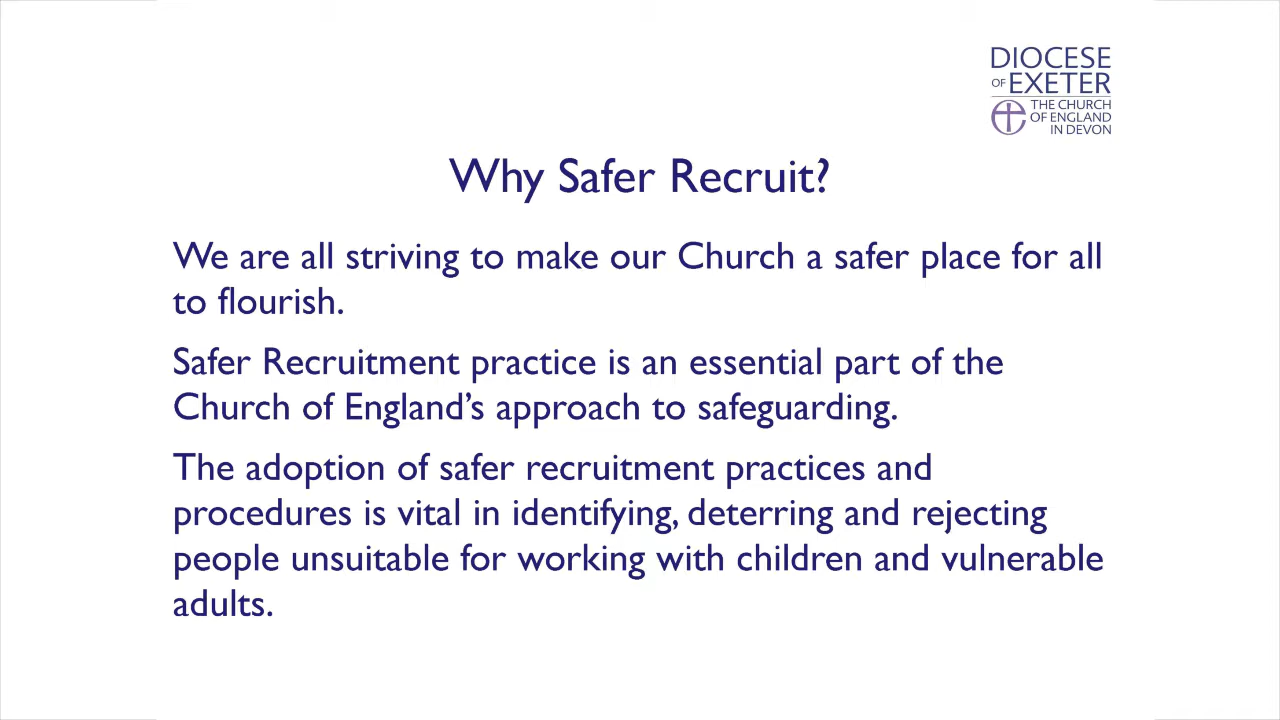 DIOCESE
OF EXETER
THE CHURCH
OF ENGLAND
IN DEVON
Why Safer Recruit?
We are all striving to make our Church a safer place for all
to flourish.
Safer Recruitment practice is an essential part of the
Church of England’s approach to safeguarding.
The adoption of safer recruitment practices and
procedures is vital in identifying, deterring and rejecting
people unsuitable for working with children and vulnerable
adults.